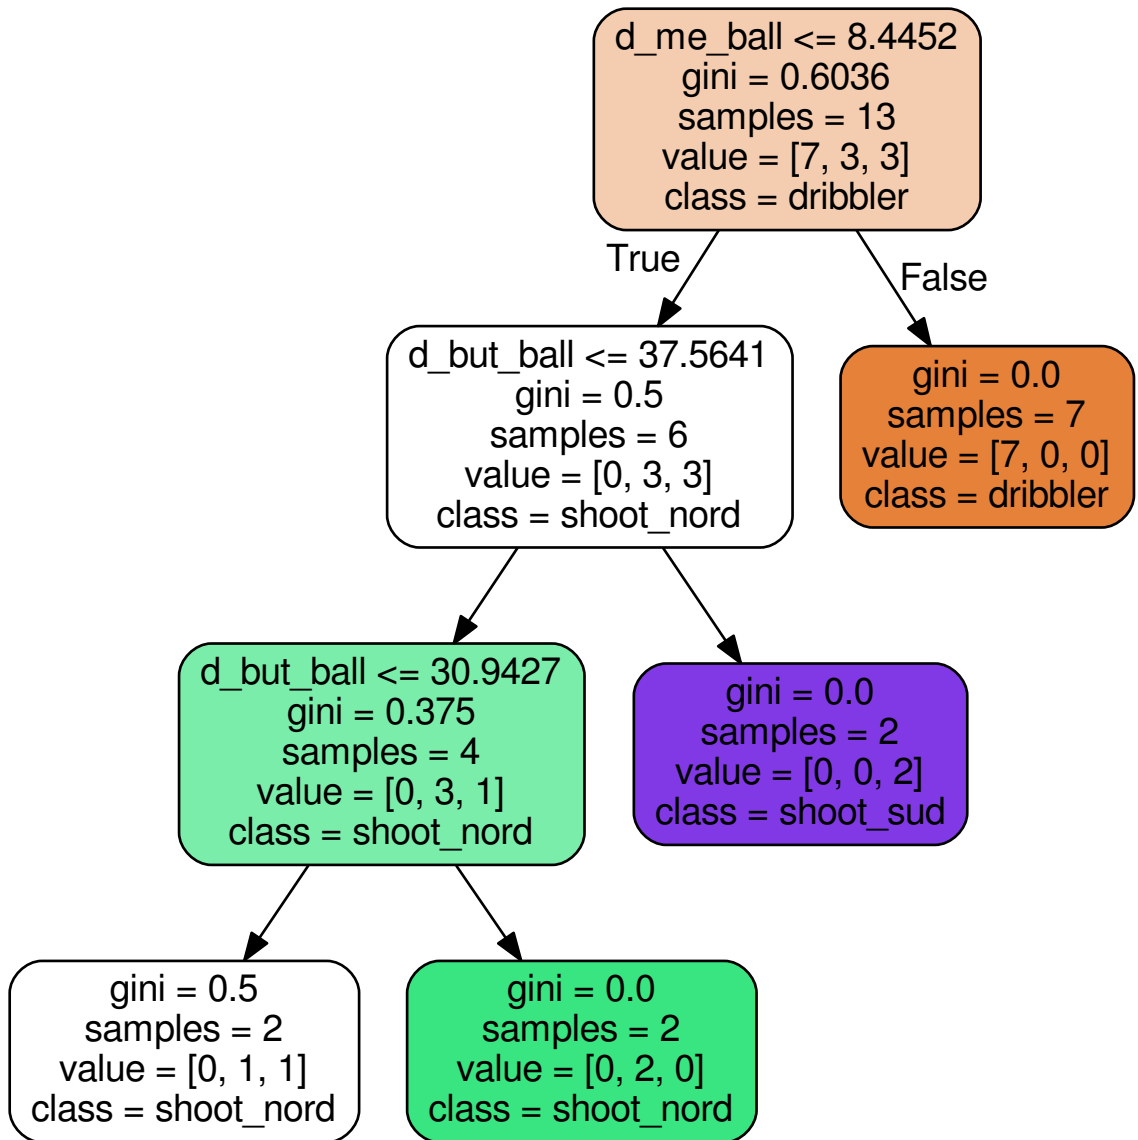 d_me_ball <= 8.4452
gini = 0.6036
samples = 13
value = [7, 3, 3]
class = dribbler
True
False
d_but_ball <= 37.5641
gini = 0.5
samples = 6
value = [0, 3, 3]
class = shoot_nord
gini = 0.0
samples = 7
value = [7, 0, 0]
class = dribbler
d_but_ball <= 30.9427
gini = 0.375
samples = 4
value = [0, 3, 1]
class = shoot_nord
gini = 0.0
samples = 2
value = [0, 0, 2]
class = shoot_sud
gini = 0.5
samples = 2
value = [0, 1, 1]
class = shoot_nord
gini = 0.0
samples = 2
value = [0, 2, 0]
class = shoot_nord